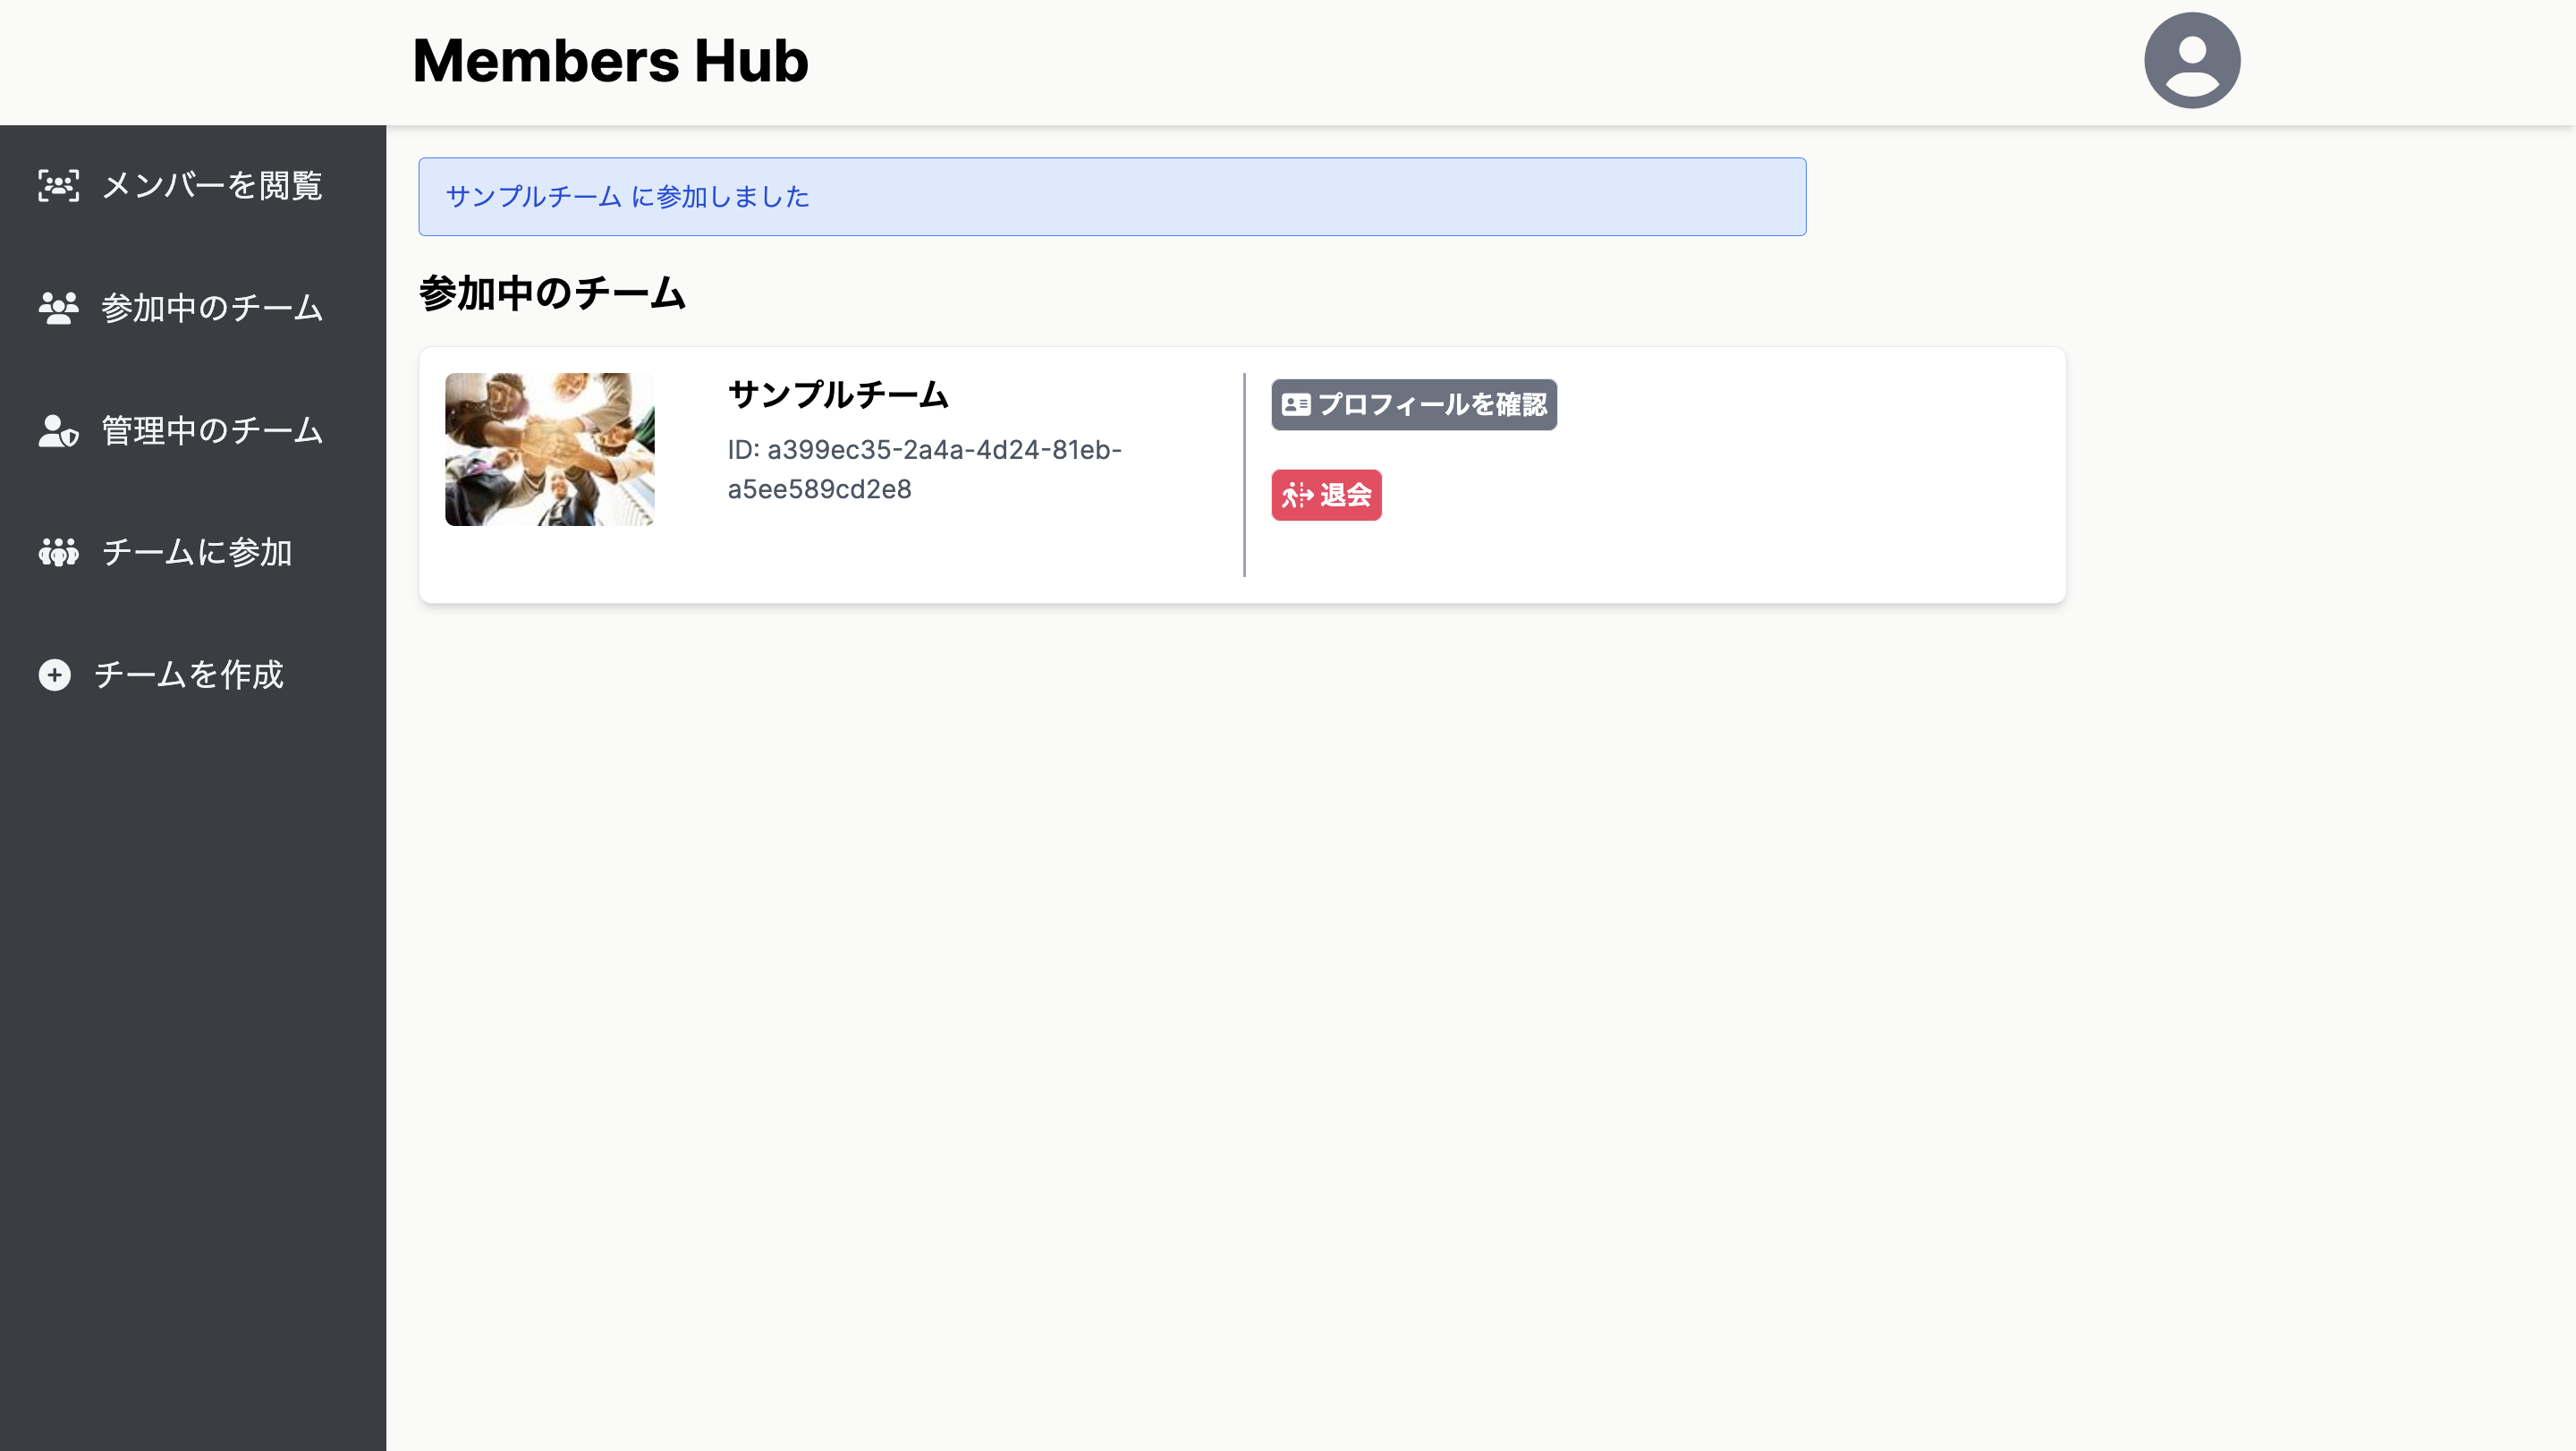 Members Hub
メンバーを閲覧
参加中のチーム
管理中のチーム
チームに参加
チームを作成
サンプルチーム に参加しました
参加中のチーム
サンプルチーム
ID: a399ec35-2a4a-4d24-81eb-
a5ee589cd2e8
プロフィールを確認
退会